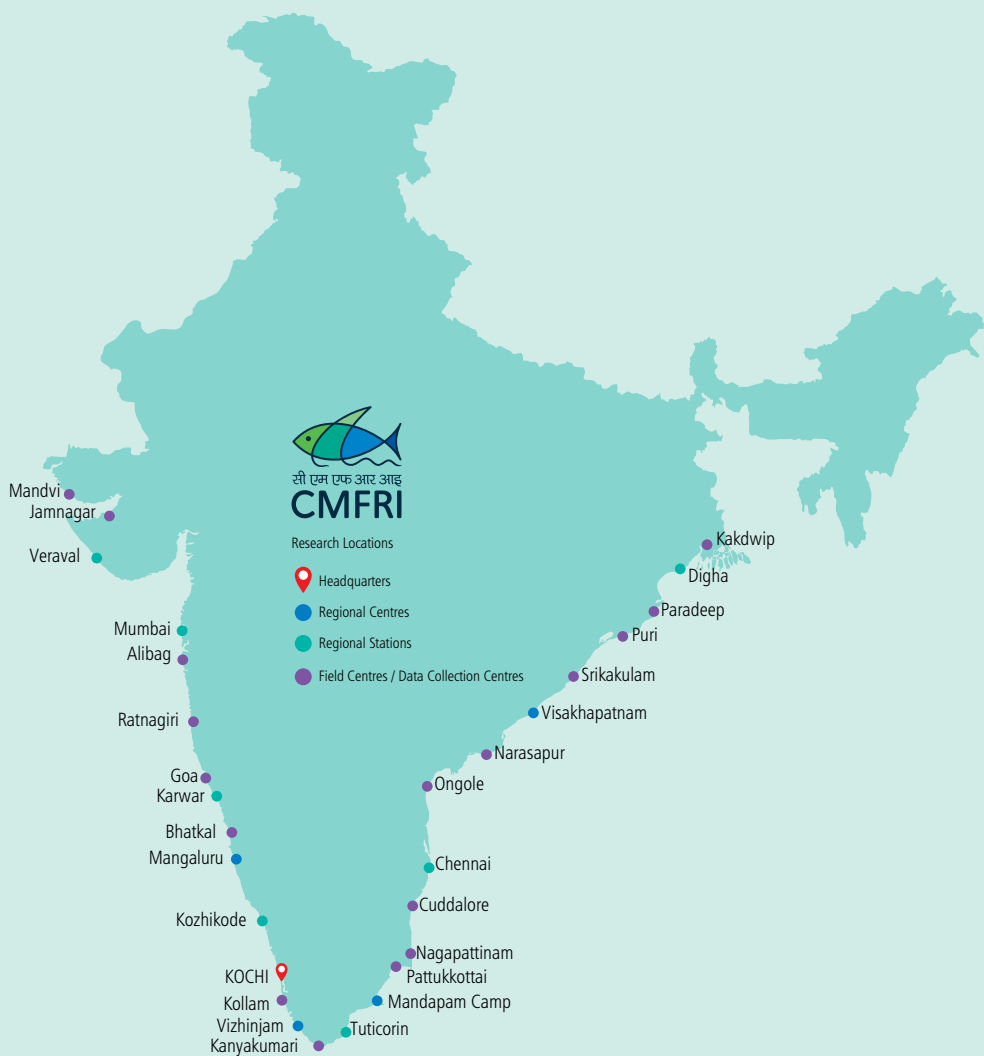 सी एम एफ आर आइ
CMFRI
Research Locations
Headquarters
Regional Centres
Regional Stations
Field Centres / Data Collection Centres
Mandvi
Jamnagar
Veraval
Mumbai
Alibag
Ratnagiri
Goa
Karwar
Bhatkal
Mangaluru
Kozhikode
KOCHI
Kollam
Vizhinjam
Kanyakumari
Kakdwip
Digha
Paradeep
Puri
Srikakulam
Visakhapatnam
Narasapur
Ongole
Chennai
Cuddalore
Nagapattinam
Pattukkottai
Mandapam Camp
Tuticorin